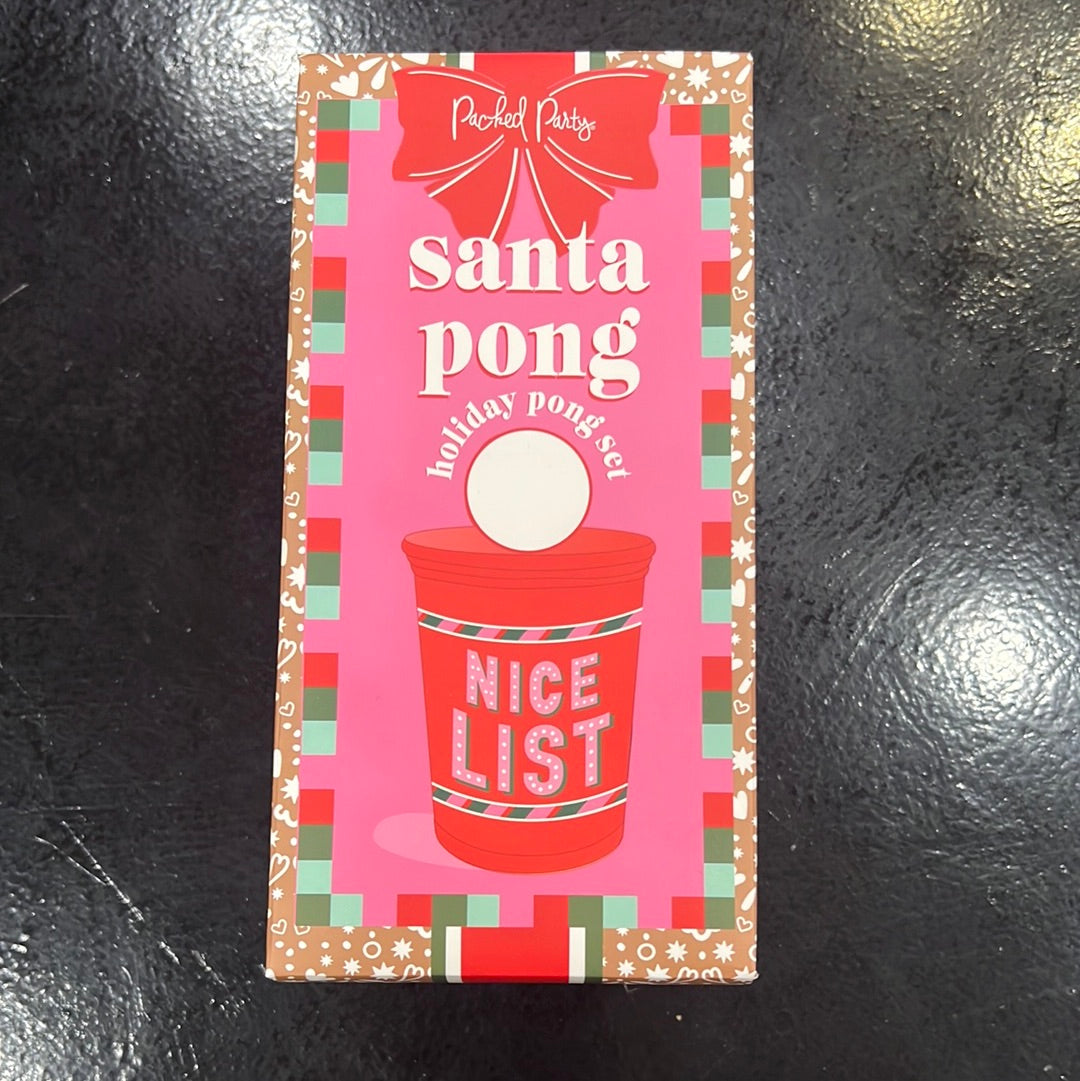 Packed Party®
santa
pong
holiday pong set
NICE
LIST